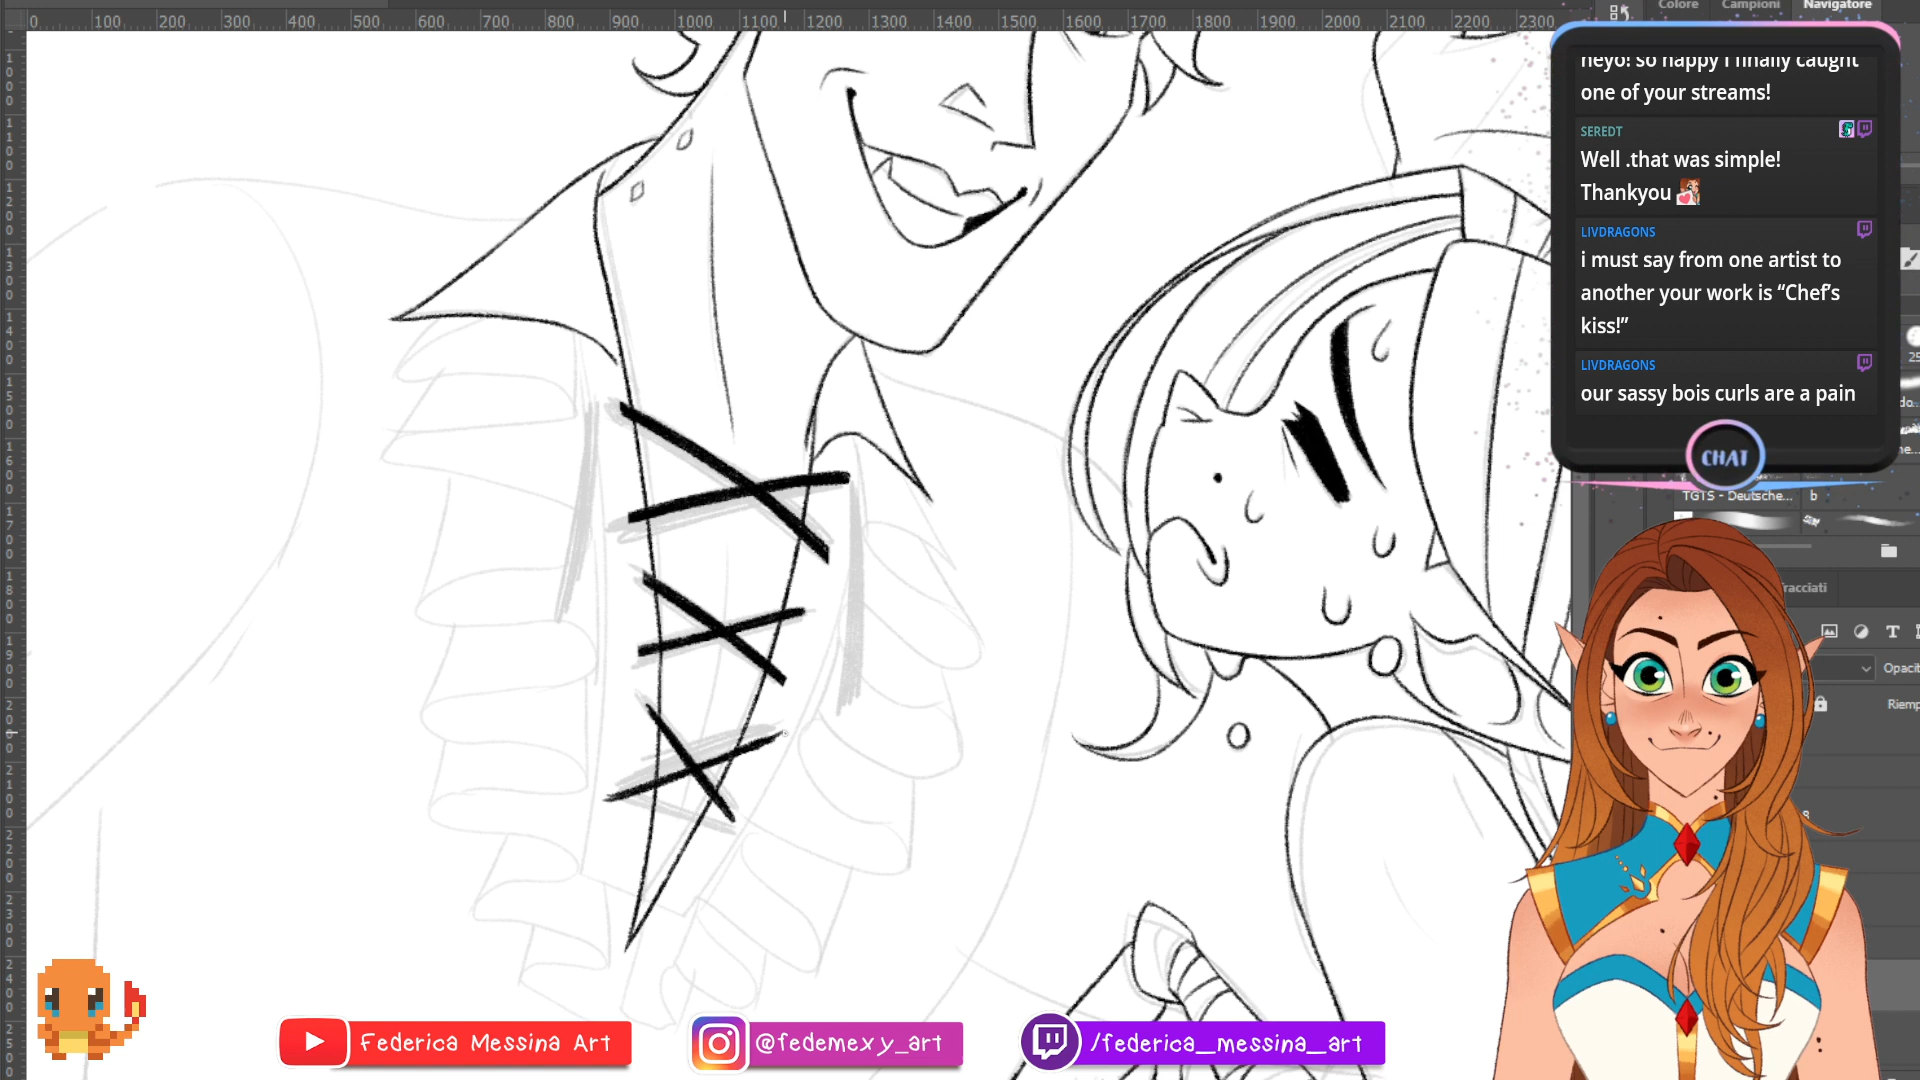 Colore Campioni Navigatore
0 100 200 300 400 500 600 700 800 900 1000 1100 1200 1300 1400 1500 1600 1700 1800 1900 2000 2100 2200 2300
heyo! so happy i finally caught
one of your streams!
SEREDT
Well .that was simple!
Thankyou
LIVDRAGONS
i must say from one artist to
another your work is “Chef’s
kiss!”
LIVDRAGONS
our sassy bois curls are a pain
CHAT
TGTS - Deutsche... b
racciati
Opacit
Riemp
Federica Messina Art
@fedemexy_art
/federica_messina_art